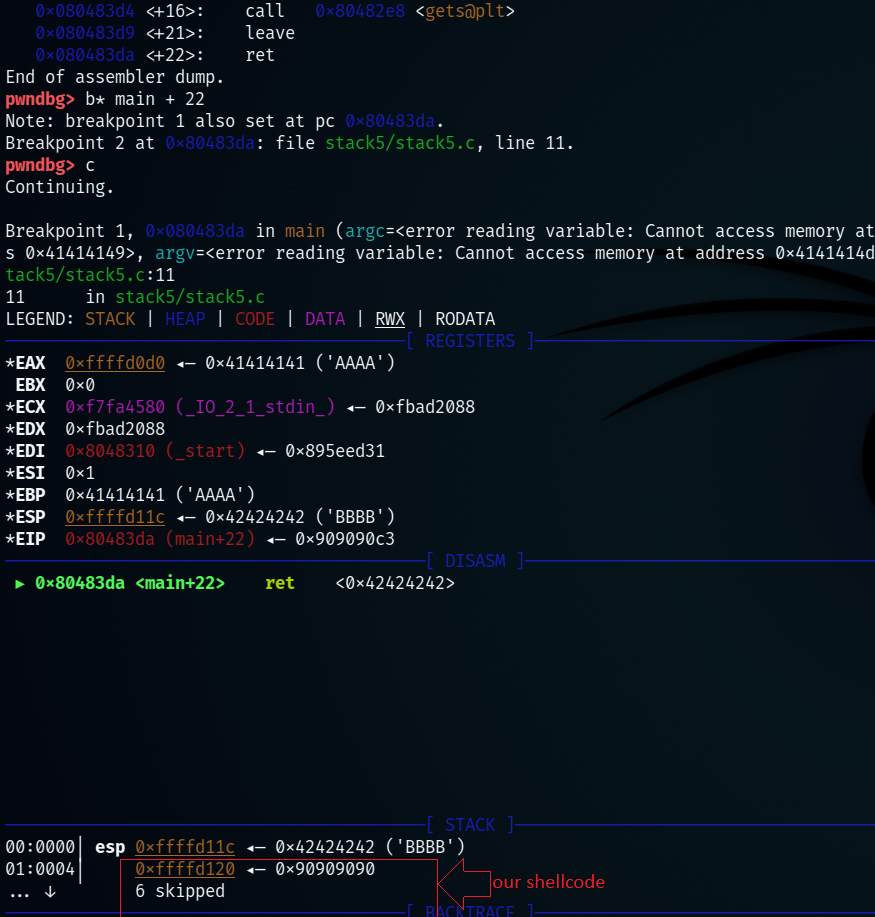 0×080483d4 <+16>: call 0×80482e8 <gets@plt>
0×080483d9 <+21>: leave
0×080483da <+22>: ret
End of assembler dump.
pwndbg> b* main + 22
Note: breakpoint 1 also set at pc 0×80483da.
Breakpoint 2 at 0×80483da: file stack5/stack5.c, line 11.
pwndbg> c
Continuing.
Breakpoint 1, 0×080483da in main (argc=<error reading variable: Cannot access memory at
s 0×41414149>, argv=<error reading variable: Cannot access memory at address 0×4141414d
tack5/stack5.c:11
11 in stack5/stack5.c
LEGEND: STACK | HEAP | CODE | DATA | RWX | RODATA
[ REGISTERS ]
*EAX 0×ffffd0d0 ◂— 0×41414141 ('AAAA')
EBX 0×0
*ECX 0×f7fa4580 (_IO_2_1_stdin_) ◂— 0×fbad2088
*EDX 0×fbad2088
*EDI 0×8048310 (_start) ◂— 0×895eed31
*ESI 0×1
*EBP 0×41414141 ('AAAA')
*ESP 0×ffffd11c ◂— 0×42424242 ('BBBB')
*EIP 0×80483da (main+22) ◂— 0×909090c3
[ DISASM ]
► 0×80483da <main+22> ret <0×42424242>
[ STACK ]
00:0000│ esp 0×ffffd11c ◂— 0×42424242 ('BBBB')
01:0004│ 0×ffffd120 ◂— 0×90909090
... ↓ 6 skipped
our shellcode
[ BACKTRACE ]